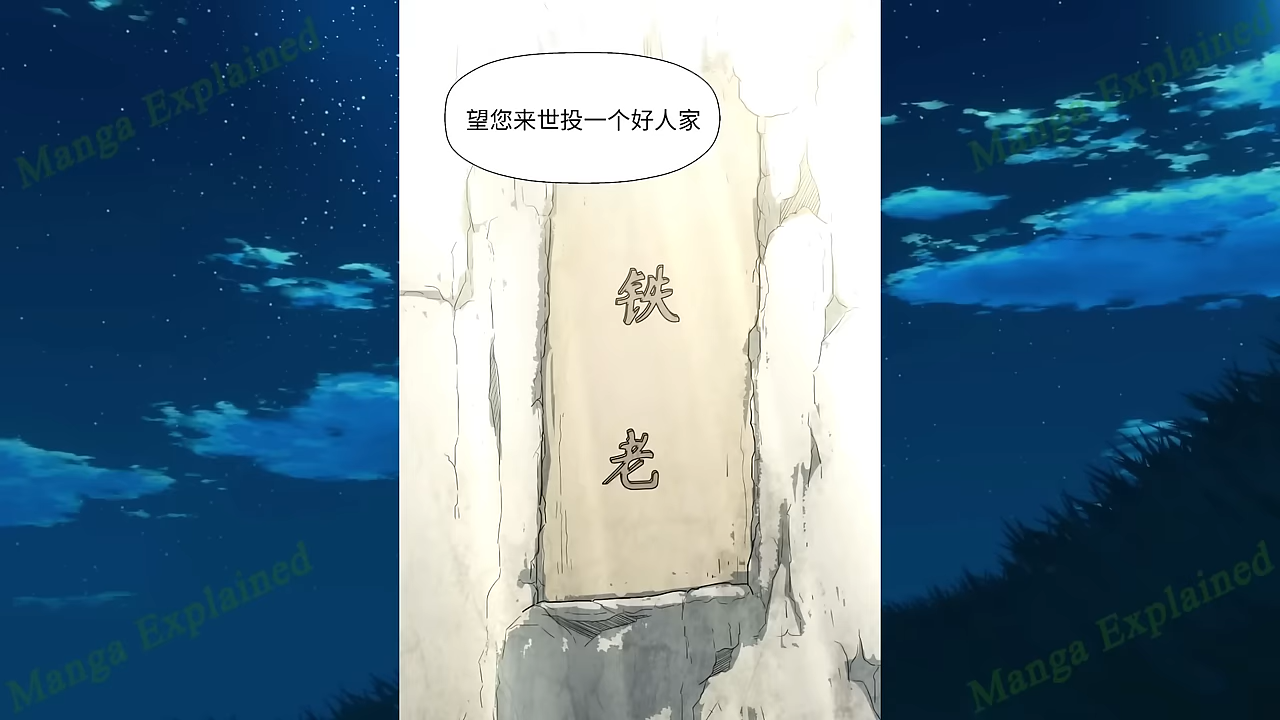 望您来世投一个好人家
铁
老
Manga Explained
Manga Explained
Manga Explained
Manga Explained